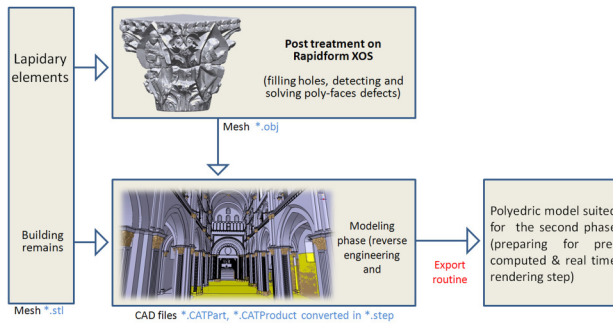 Lapidary
elements
Post treatment on
Rapidform XOS
(filling holes, detecting and
solving poly-faces defects)
Mesh *.obj
Building
remains
Modeling
phase (reverse
engineering
and
Export
routine
Polyedric model suited
for the second phase
(preparing for pre
computed & real time
rendering step)
Mesh *.stl
CAD files *.CATPart, *.CATProduct converted in *.step